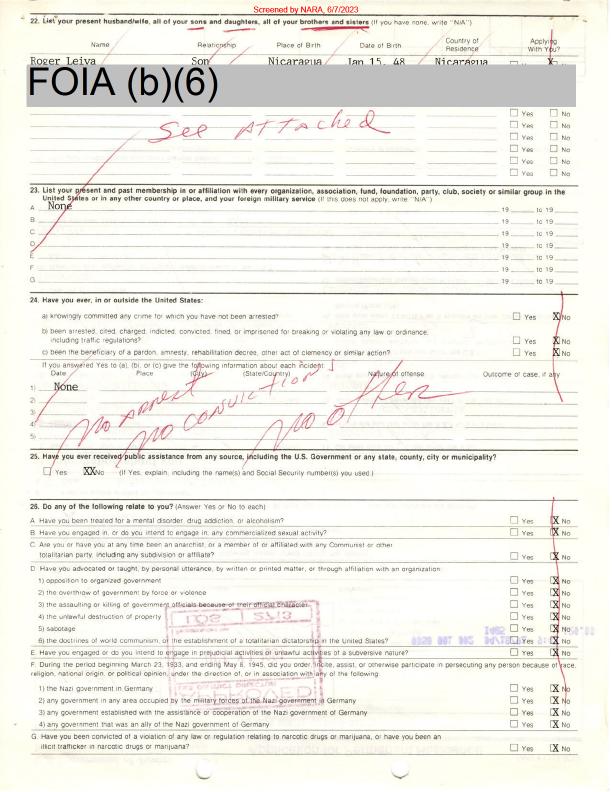 Screened by NARA, 6/7/2023
22. List your present husband/wife, all of your sons and daughters, all of your brothers and sisters (If you have none, write "N/A")
Name Relationship Place of Birth Date of Birth Country of Residence Applying With You?
Roger Leiva Son Nicaragua Jan 15, 48 Nicaragua X
FOIA (b)(6)
☐ Yes ☐ No
See Attached
☐ Yes ☐ No
☐ Yes ☐ No
☐ Yes ☐ No
☐ Yes ☐ No
☐ Yes ☐ No
23. List your present and past membership in or affiliation with every organization, association, fund, foundation, party, club, society or similar group in the
United States or in any other country or place, and your foreign military service (If this does not apply, write "N/A")
A. None 19 to 19
B. 19 to 19
C. 19 to 19
D. 19 to 19
E. 19 to 19
F. 19 to 19
G. 19 to 19
24. Have you ever, in or outside the United States:
a) knowingly committed any crime for which you have not been arrested? ☐ Yes X No
b) been arrested, cited, charged, indicted, convicted, fined, or imprisoned for breaking or violating any law or ordinance,
including traffic regulations? ☐ Yes X No
c) been the beneficiary of a pardon, amnesty, rehabilitation decree, other act of clemency or similar action? ☐ Yes X No
If you answered Yes to (a), (b), or (c) give the following information about each incident.
Date Place (City) (State/Country) Nature of offense Outcome of case, if any
1) None
2)
3)
4)
5)
No arrest
No conviction
No other
25. Have you ever received public assistance from any source, including the U.S. Government or any state, county, city or municipality?
☐ Yes XX No (If Yes, explain, including the name(s) and Social Security number(s) you used.)
26. Do any of the following relate to you? (Answer Yes or No to each)
A. Have you been treated for a mental disorder, drug addiction, or alcoholism? ☐ Yes X No
B. Have you engaged in, or do you intend to engage in, any commercialized sexual activity? ☐ Yes X No
C. Are you or have you at any time been an anarchist, or a member of or affiliated with any Communist or other
totalitarian party, including any subdivision or affiliate? ☐ Yes X No
D. Have you advocated or taught, by personal utterance, by written or printed matter, or through affiliation with an organization:
1) opposition to organized government ☐ Yes X No
2) the overthrow of government by force or violence ☐ Yes X No
3) the assaulting or killing of government officials because of their official character ☐ Yes X No
4) the unlawful destruction of property ☐ Yes X No
5) sabotage ☐ Yes X No
6) the doctrines of world communism, or the establishment of a totalitarian dictatorship in the United States? ☐ Yes X No
E. Have you engaged or do you intend to engage in prejudicial activities or unlawful activities of a subversive nature? ☐ Yes X No
F. During the period beginning March 23, 1933, and ending May 8, 1945, did you order, incite, assist, or otherwise participate in persecuting any person because of race,
religion, national origin, or political opinion, under the direction of, or in association with any of the following:
1) the Nazi government in Germany ☐ Yes X No
2) any government in any area occupied by the military forces of the Nazi government in Germany ☐ Yes X No
3) any government established with the assistance or cooperation of the Nazi government of Germany ☐ Yes X No
4) any government that was an ally of the Nazi government of Germany ☐ Yes X No
G. Have you been convicted of a violation of any law or regulation relating to narcotic drugs or marijuana, or have you been an
illicit trafficker in narcotic drugs or marijuana? ☐ Yes X No